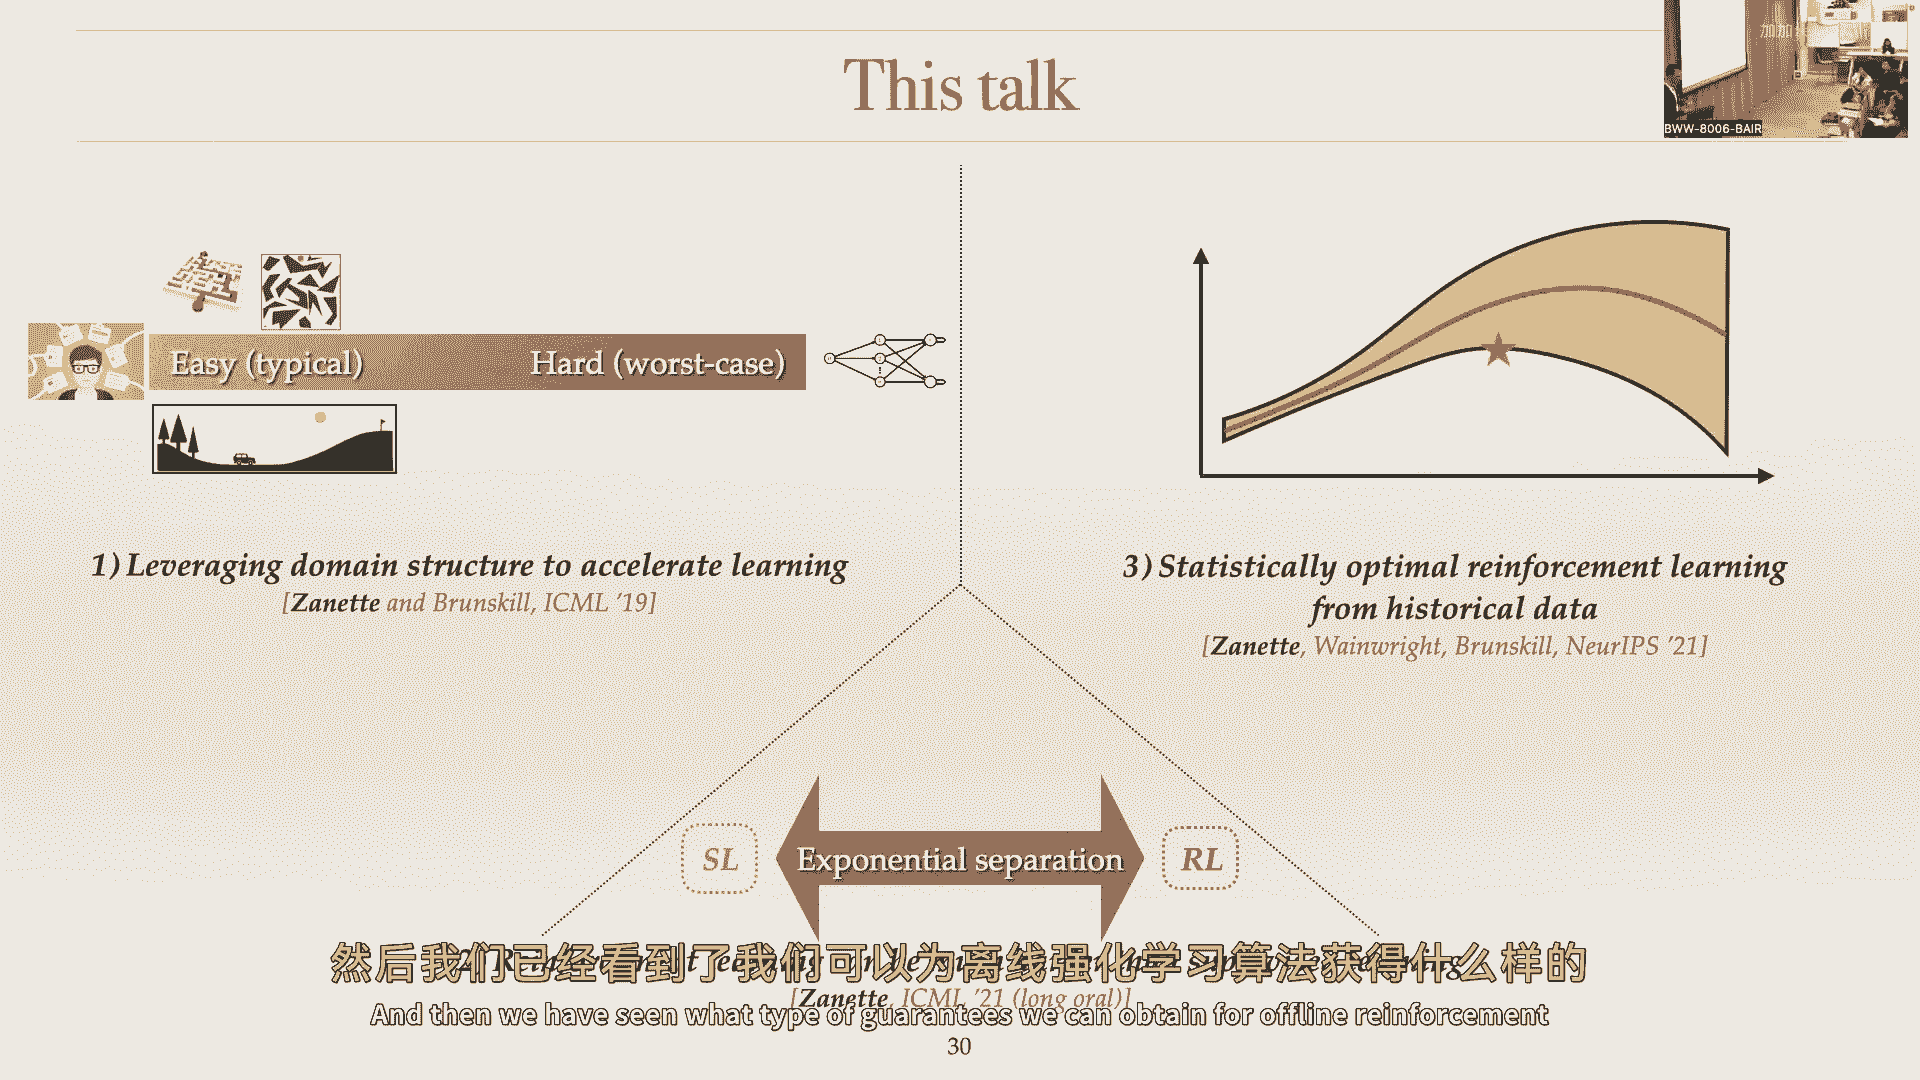 This talk
加加
BWW-8006-BAIR
Easy (typical)
Hard (worst-case)
1) Leveraging domain structure to accelerate learning
[Zanette and Brunskill, ICML '19]
3) Statistically optimal reinforcement learning
from historical data
[Zanette, Wainwright, Brunskill, NeurIPS '21]
SL
Exponential separation
RL
然后我们已经看到了我们可以为离线强化学习算法获得什么样的
[Zanette, ICML '21 (long oral)]
And then we have seen what type of guarantees we can obtain for offline reinforcement
30